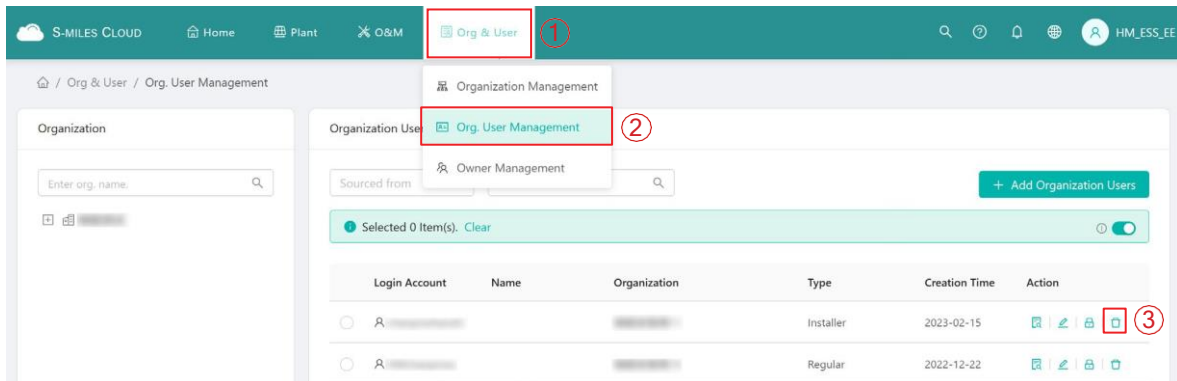 S-MILES CLOUD Home Plant O&M Org & User 1 HM_ESS_EE
/ Org & User / Org. User Management
Organization Management
Organization Organization Use Org. User Management 2
Owner Management
Enter org. name. Sourced from + Add Organization Users
Selected 0 Item(s). Clear
Login Account Name Organization Type Creation Time Action
Installer 2023-02-15 3
Regular 2022-12-22